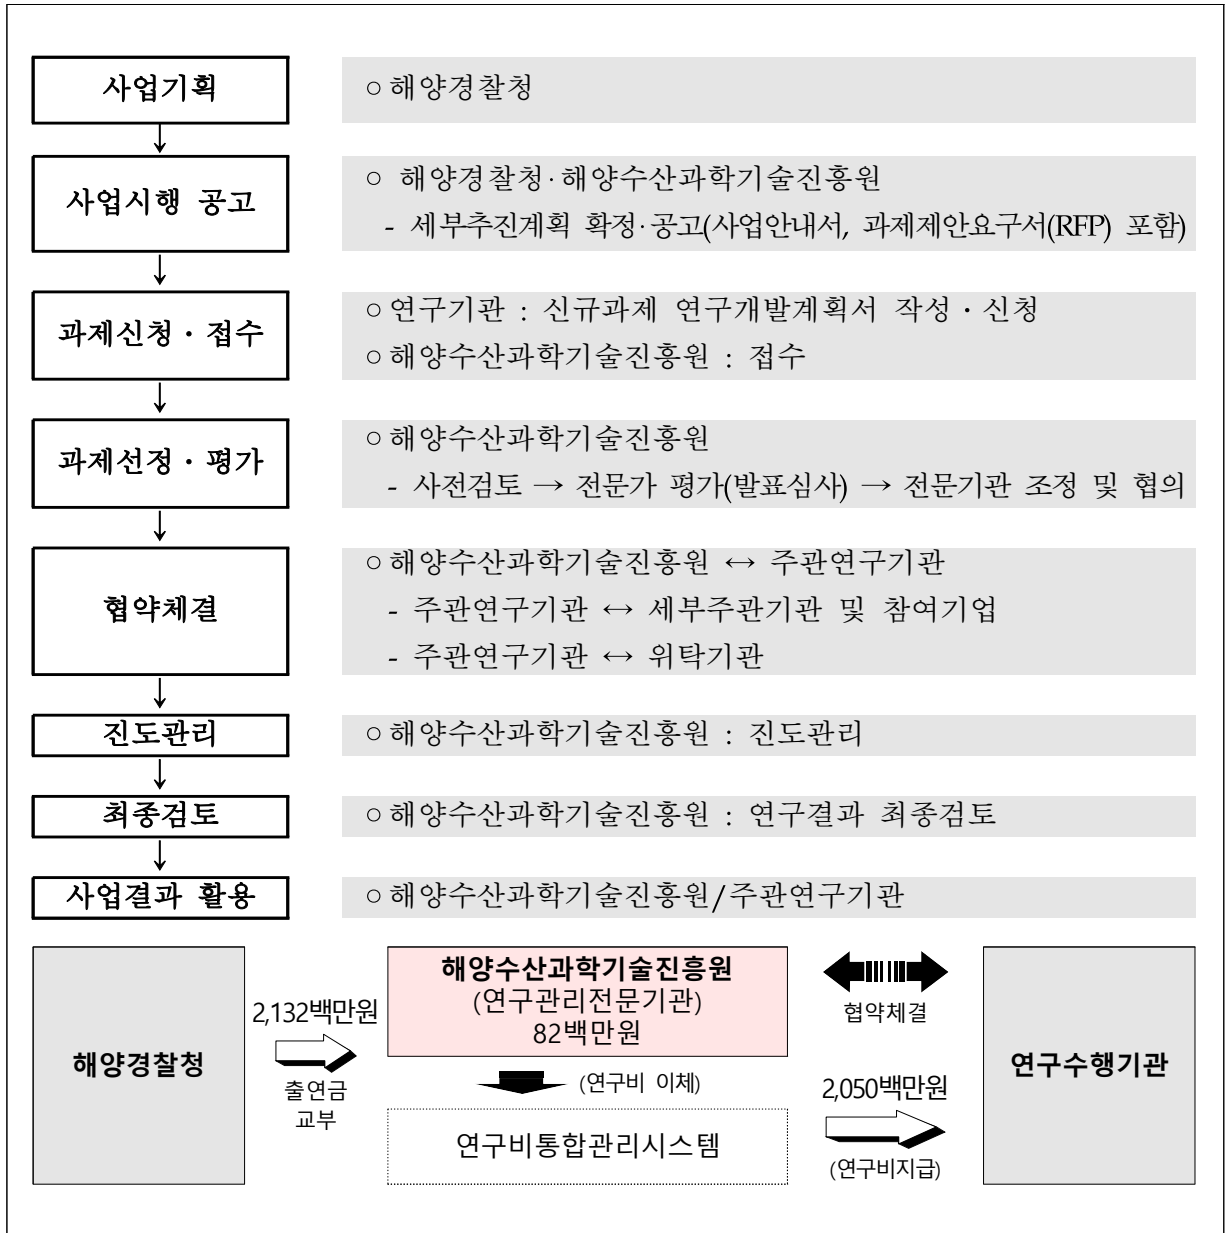 사업기획
○ 해양경찰청
사업시행 공고
○ 해양경찰청·해양수산과학기술진흥원
- 세부추진계획 확정·공고(사업안내서, 과제제안요구서(RFP) 포함)
과제신청・접수
○ 연구기관 : 신규과제 연구개발계획서 작성・신청
○ 해양수산과학기술진흥원 : 접수
과제선정・평가
○ 해양수산과학기술진흥원
- 사전검토 → 전문가 평가(발표심사) → 전문기관 조정 및 협의
협약체결
○ 해양수산과학기술진흥원 ↔ 주관연구기관
- 주관연구기관 ↔ 세부주관기관 및 참여기업
- 주관연구기관 ↔ 위탁기관
진도관리
○ 해양수산과학기술진흥원 : 진도관리
최종검토
○ 해양수산과학기술진흥원 : 연구결과 최종검토
사업결과 활용
○ 해양수산과학기술진흥원/주관연구기관
해양경찰청
2,132백만원
출연금
교부
해양수산과학기술진흥원
(연구관리전문기관)
82백만원
(연구비 이체)
연구비통합관리시스템
협약체결
2,050백만원
(연구비지급)
연구수행기관